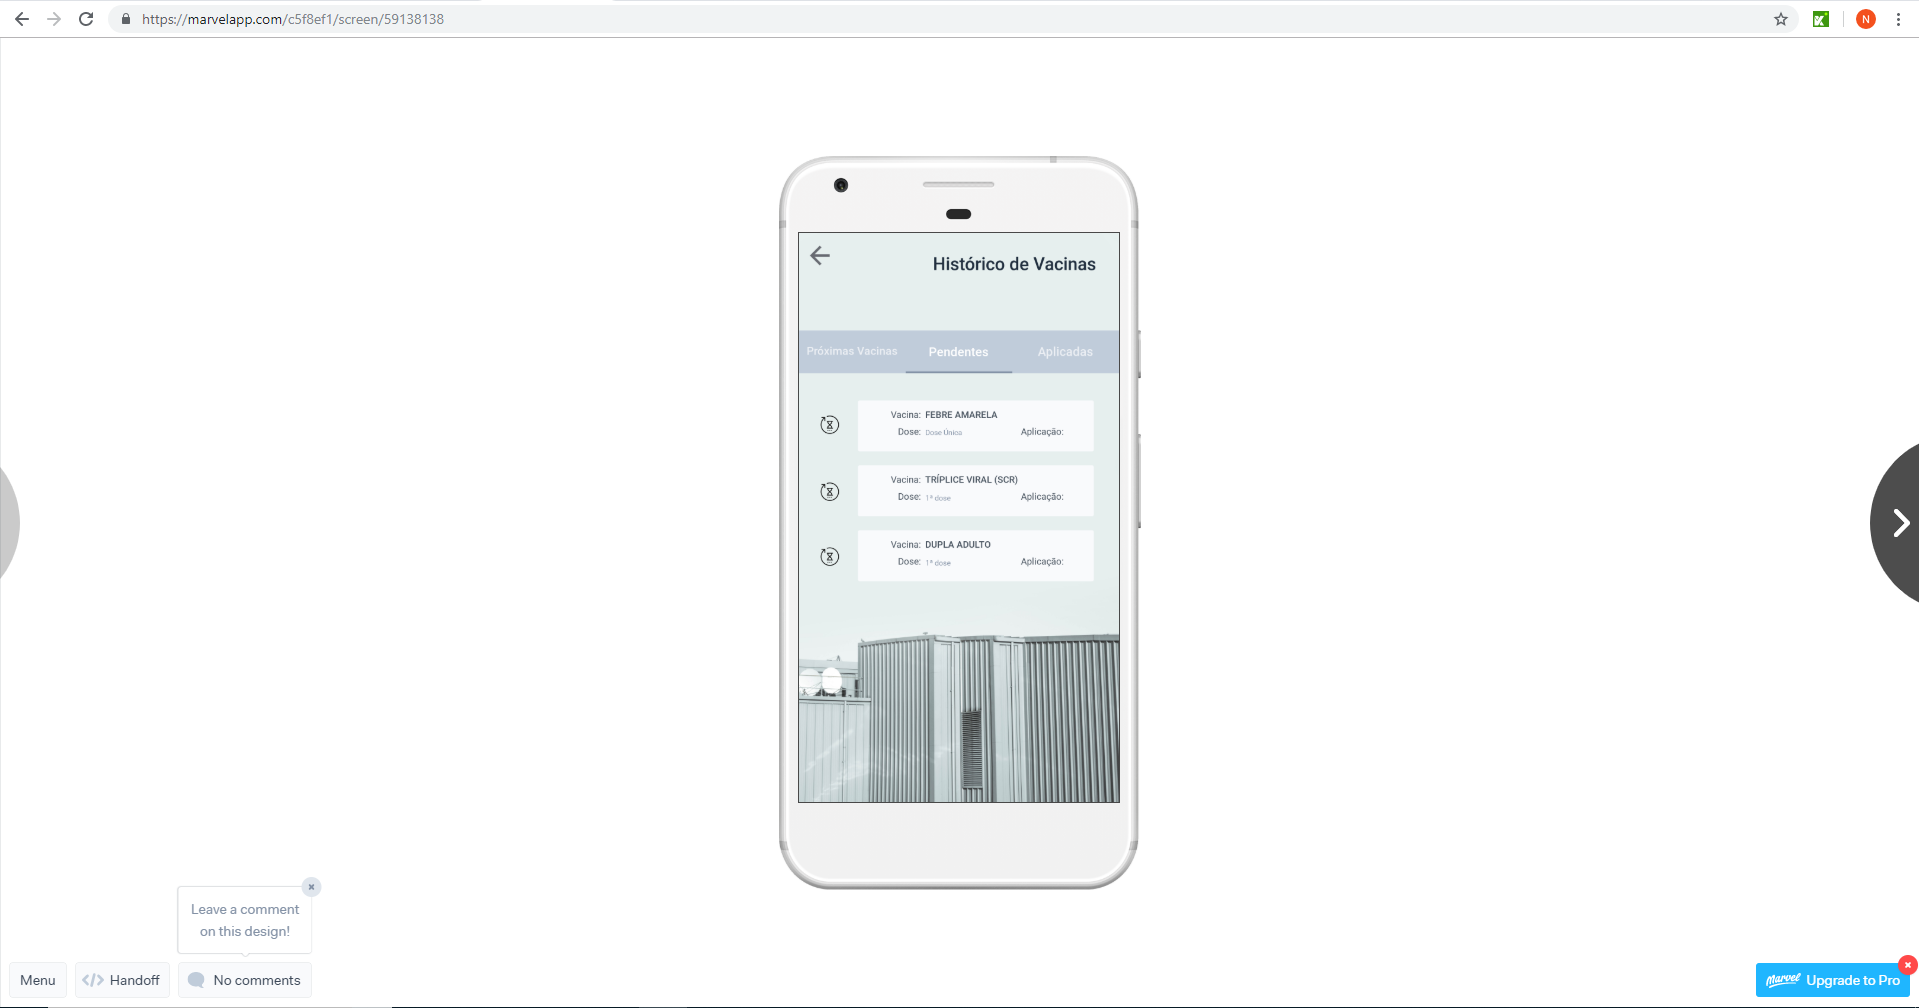 https://marvelapp.com/c5f8ef1/screen/59138138
N
Histórico de Vacinas
Próximas Vacinas Pendentes Aplicadas
Vacina: FEBRE AMARELA
Dose: Dose Única Aplicação:
Vacina: TRÍPLICE VIRAL (SCR)
Dose: 1ª dose Aplicação:
Vacina: DUPLA ADULTO
Dose: 1ª dose Aplicação:
Leave a comment
on this design!
Menu </> Handoff No comments
Marvel Upgrade to Pro